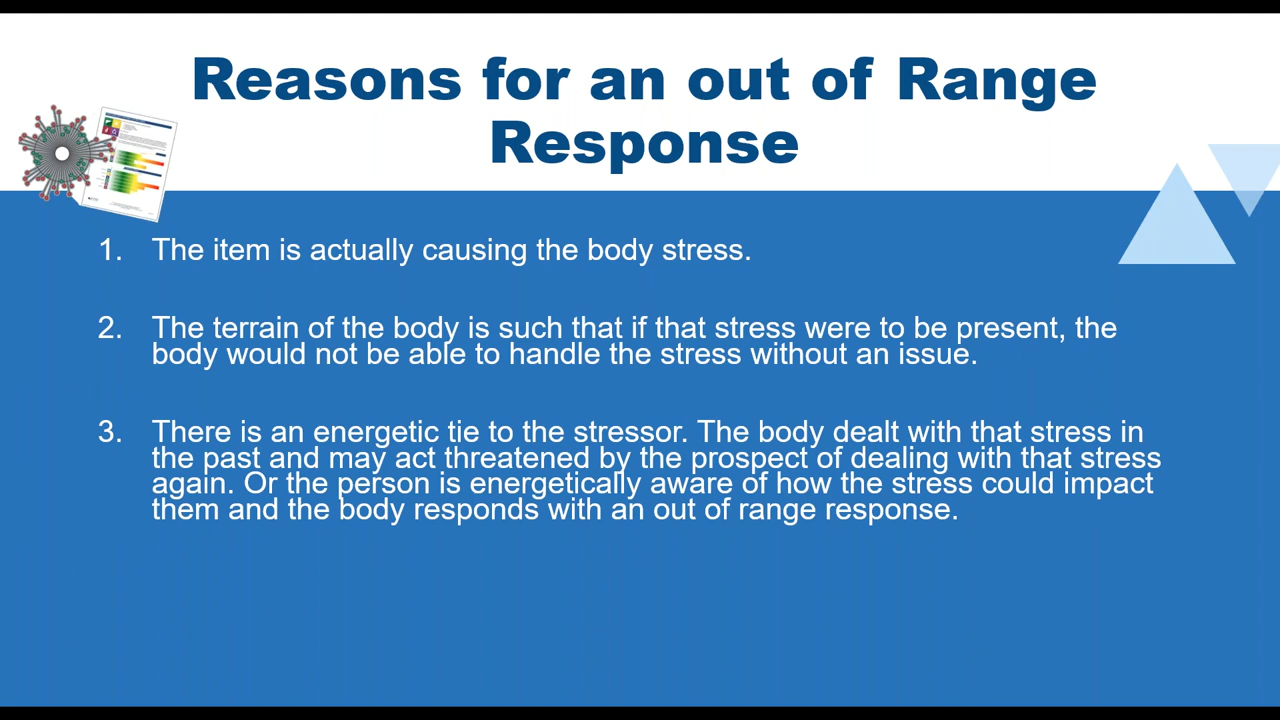 Reasons for an out of Range
Response
1. The item is actually causing the body stress.
2. The terrain of the body is such that if that stress were to be present, the
body would not be able to handle the stress without an issue.
3. There is an energetic tie to the stressor. The body dealt with that stress in
the past and may act threatened by the prospect of dealing with that stress
again. Or the person is energetically aware of how the stress could impact
them and the body responds with an out of range response.